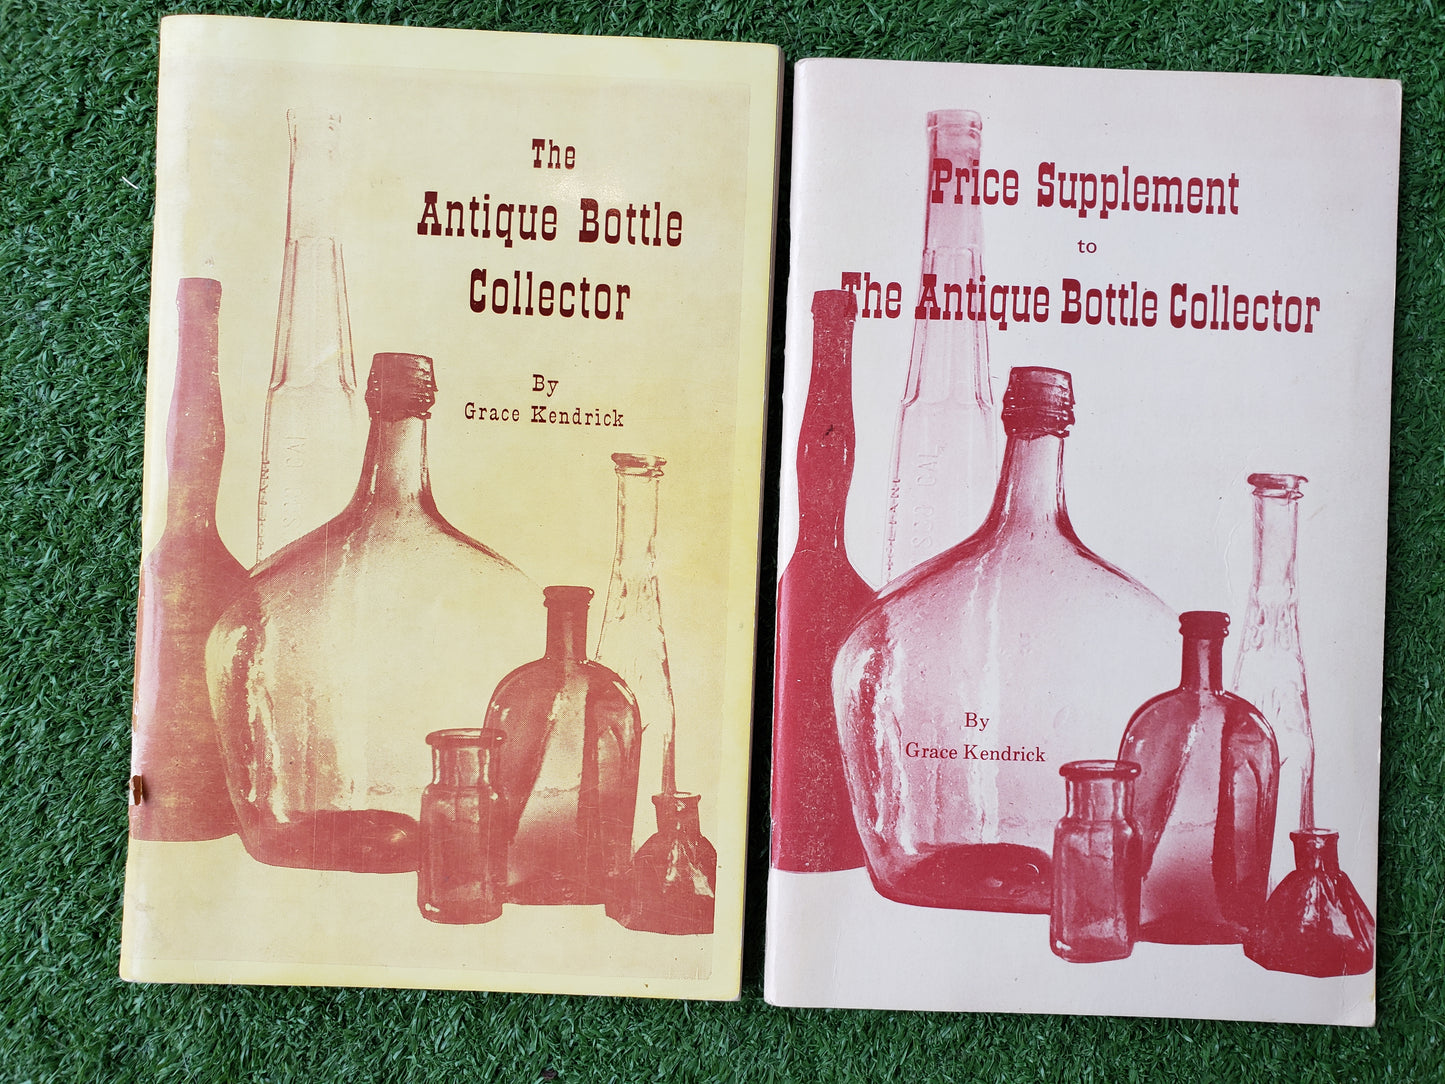 The
Antique Bottle
Collector
By
Grace Kendrick
Price Supplement
to
The Antique Bottle Collector
By
Grace Kendrick